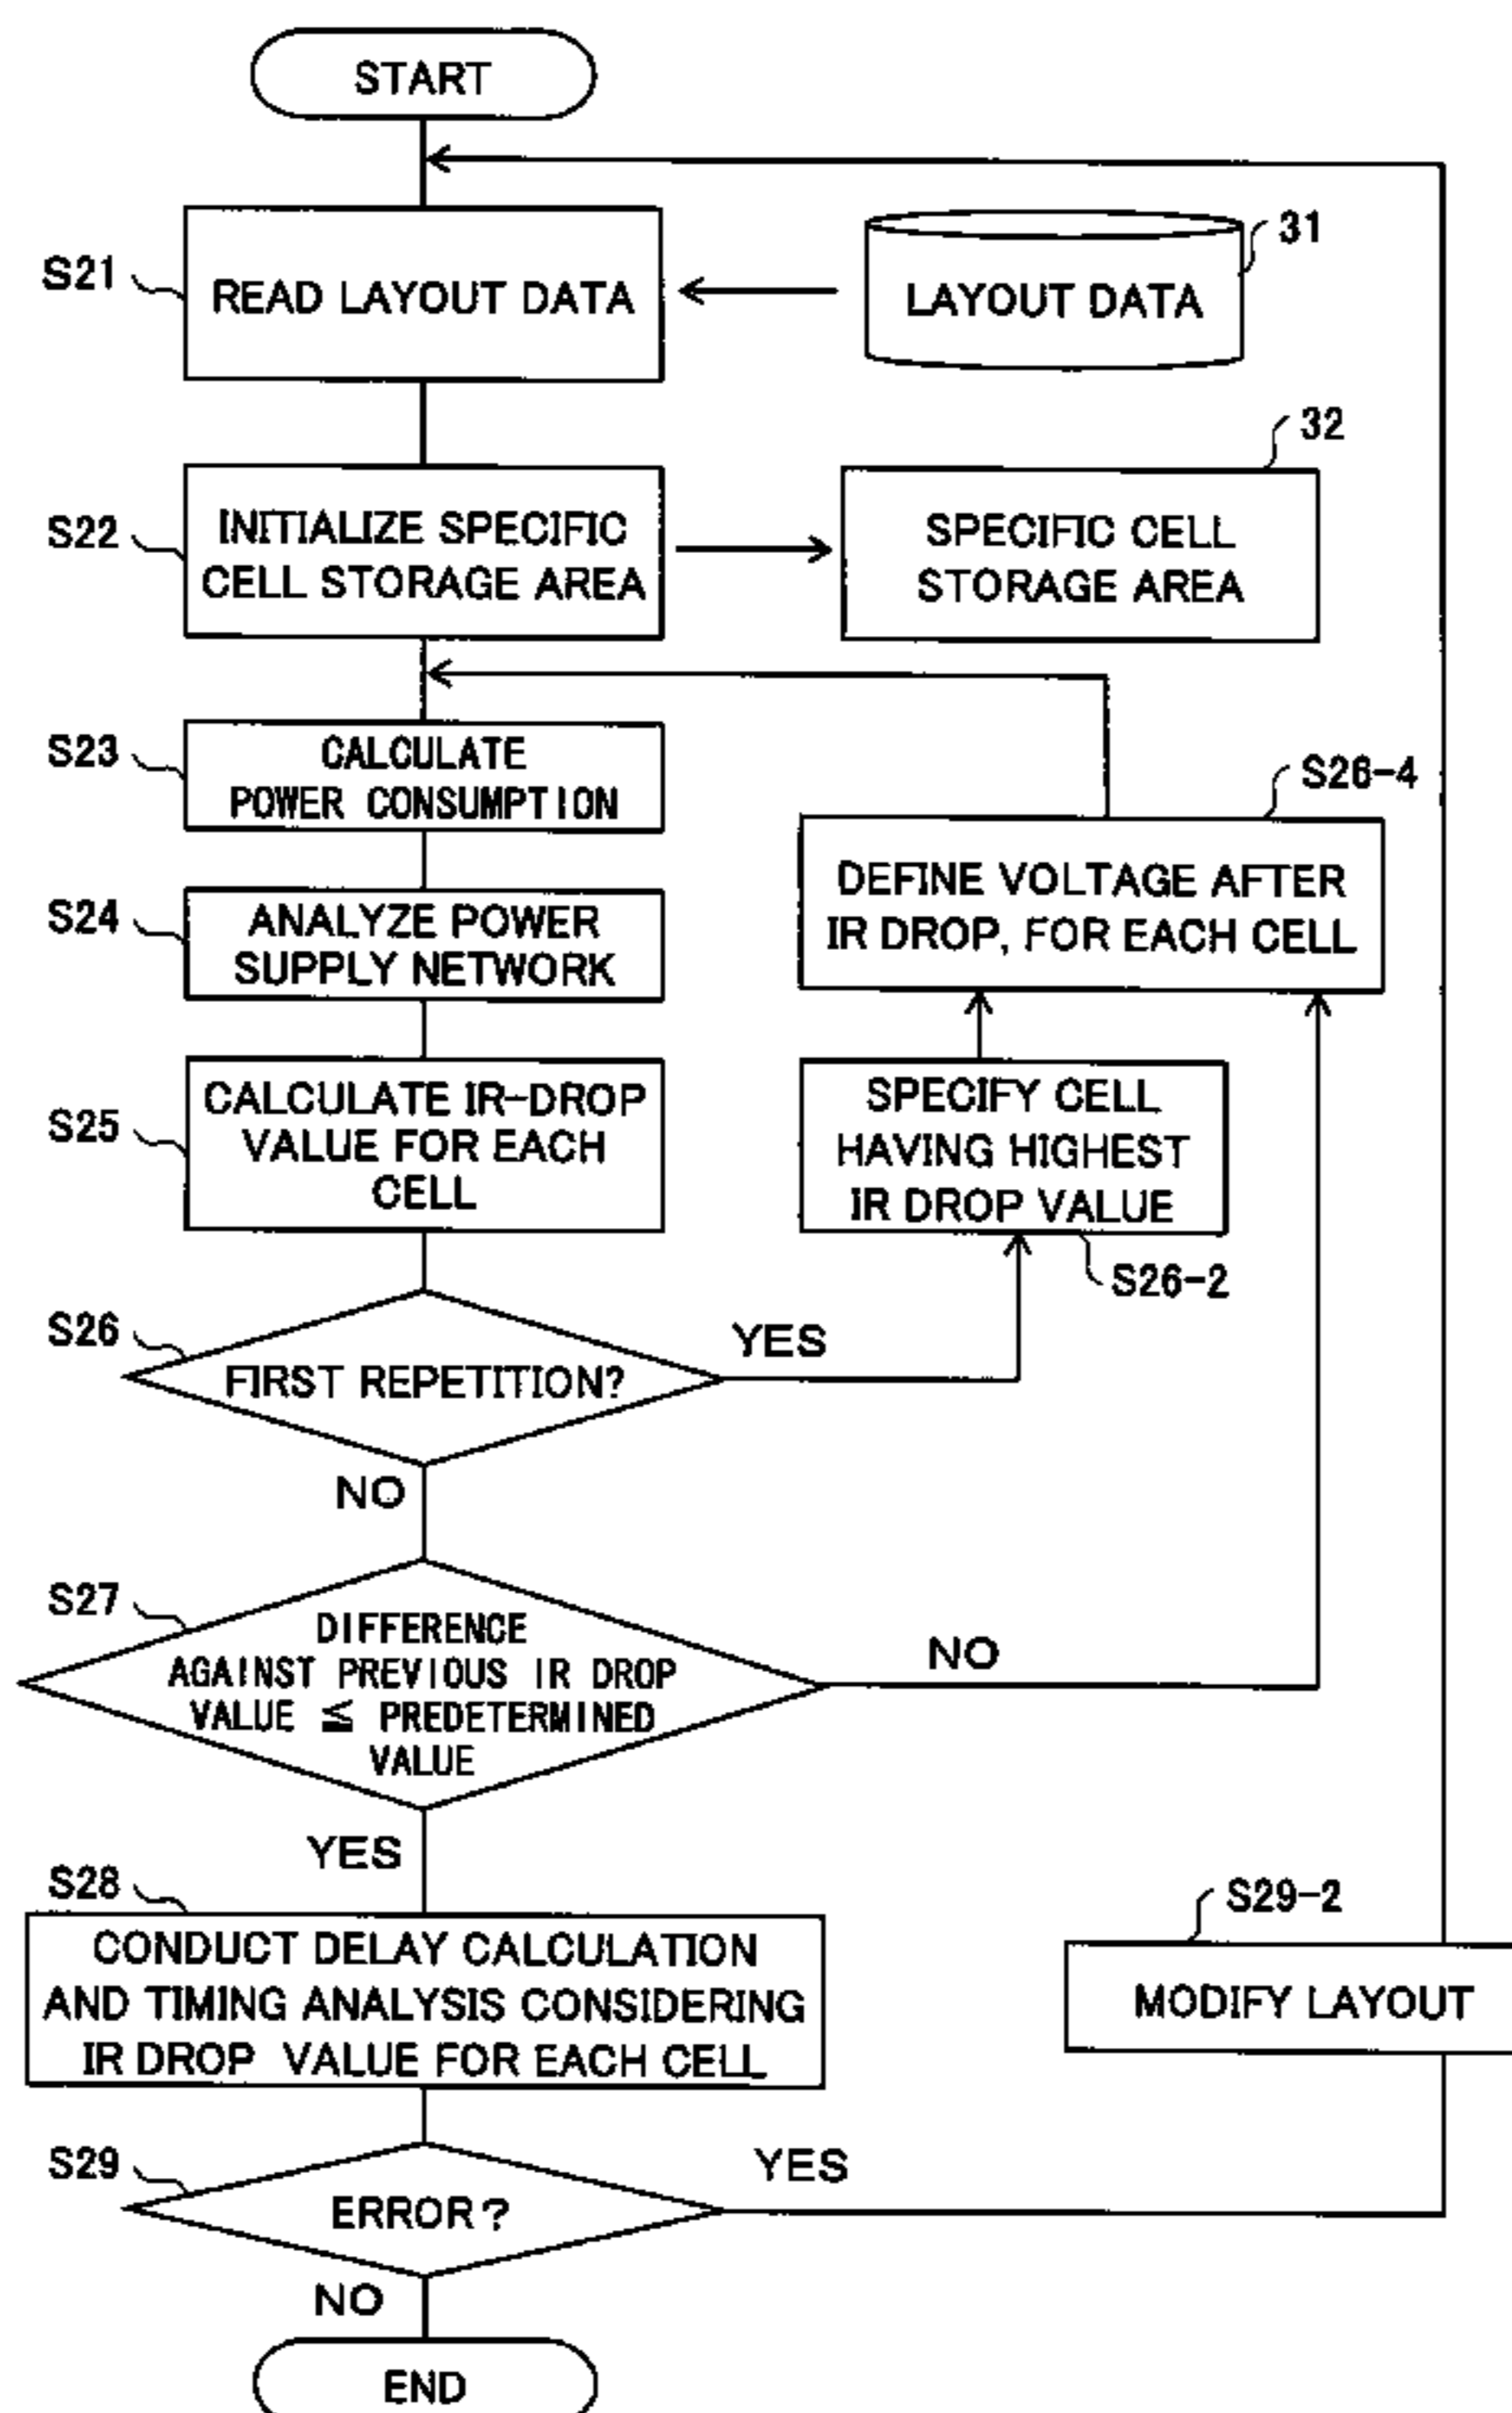 START
S21
READ LAYOUT DATA
LAYOUT DATA
31
S22
INITIALIZE SPECIFIC
CELL STORAGE AREA
32
SPECIFIC CELL
STORAGE AREA
S23
CALCULATE
POWER CONSUMPTION
S26-4
DEFINE VOLTAGE AFTER
IR DROP, FOR EACH CELL
S24
ANALYZE POWER
SUPPLY NETWORK
S25
CALCULATE IR-DROP
VALUE FOR EACH
CELL
SPECIFY CELL
HAVING HIGHEST
IR DROP VALUE
S26-2
S26
FIRST REPETITION?
YES
NO
S27
DIFFERENCE
AGAINST PREVIOUS IR DROP
VALUE ≦ PREDETERMINED
VALUE
NO
YES
S28
CONDUCT DELAY CALCULATION
AND TIMING ANALYSIS CONSIDERING
IR DROP VALUE FOR EACH CELL
S29-2
MODIFY LAYOUT
S29
ERROR?
YES
NO
END